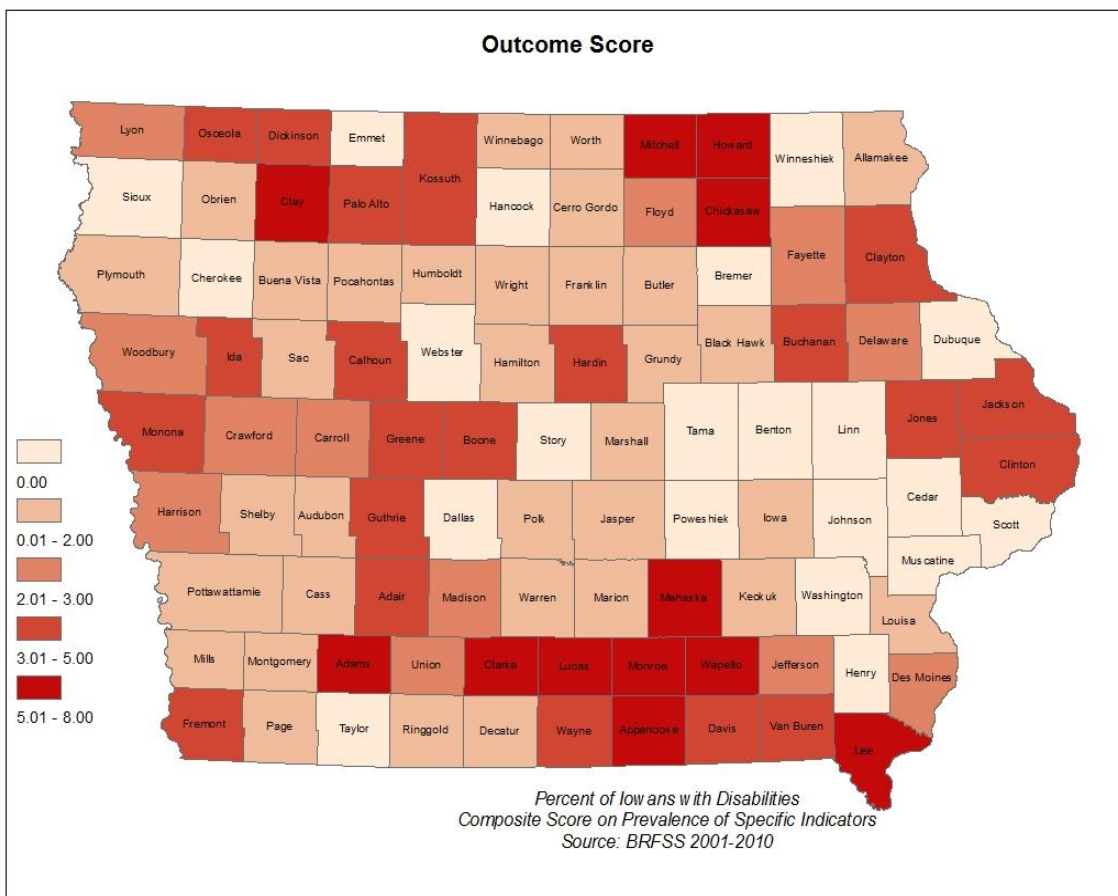 Outcome Score
Lyon
Osceola
Dickinson
Emmet
Winnebago
Worth
Mitchell
Howard
Winneshiek
Allamakee
Kossuth
Sioux
Obrien
Clay
Palo Alto
Hancock
Cerro Gordo
Floyd
Chickasaw
Plymouth
Cherokee
Buena Vista
Pocahontas
Humboldt
Wright
Franklin
Butler
Bremer
Fayette
Clayton
Woodbury
Ida
Sac
Calhoun
Webster
Hamilton
Hardin
Grundy
Black Hawk
Buchanan
Delaware
Dubuque
Monona
Crawford
Carroll
Greene
Boone
Story
Marshall
Tama
Benton
Linn
Jones
Jackson
Clinton
Harrison
Shelby
Audubon
Guthrie
Dallas
Polk
Jasper
Poweshiek
Iowa
Johnson
Cedar
Scott
Muscatine
Pottawattamie
Cass
Adair
Madison
Warren
Marion
Mahaska
Keokuk
Washington
Louisa
Mills
Montgomery
Adams
Union
Clarke
Lucas
Monroe
Wapello
Jefferson
Henry
Des Moines
Fremont
Page
Taylor
Ringgold
Decatur
Wayne
Appanoose
Davis
Van Buren
Lee
0.00
0.01 - 2.00
2.01 - 3.00
3.01 - 5.00
5.01 - 8.00
Percent of Iowans with Disabilities
Composite Score on Prevalence of Specific Indicators
Source: BRFSS 2001-2010